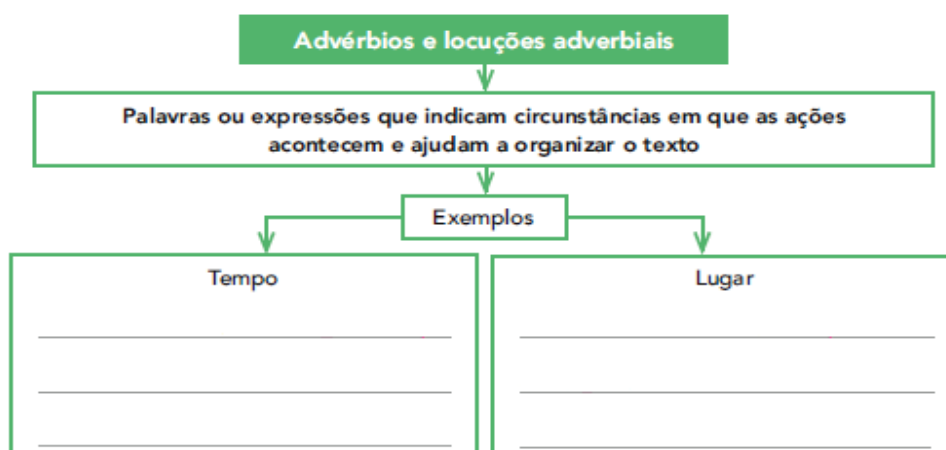 Advérbios e locuções adverbiais
Palavras ou expressões que indicam circunstâncias em que as ações
acontecem e ajudam a organizar o texto
Exemplos
Tempo
Lugar